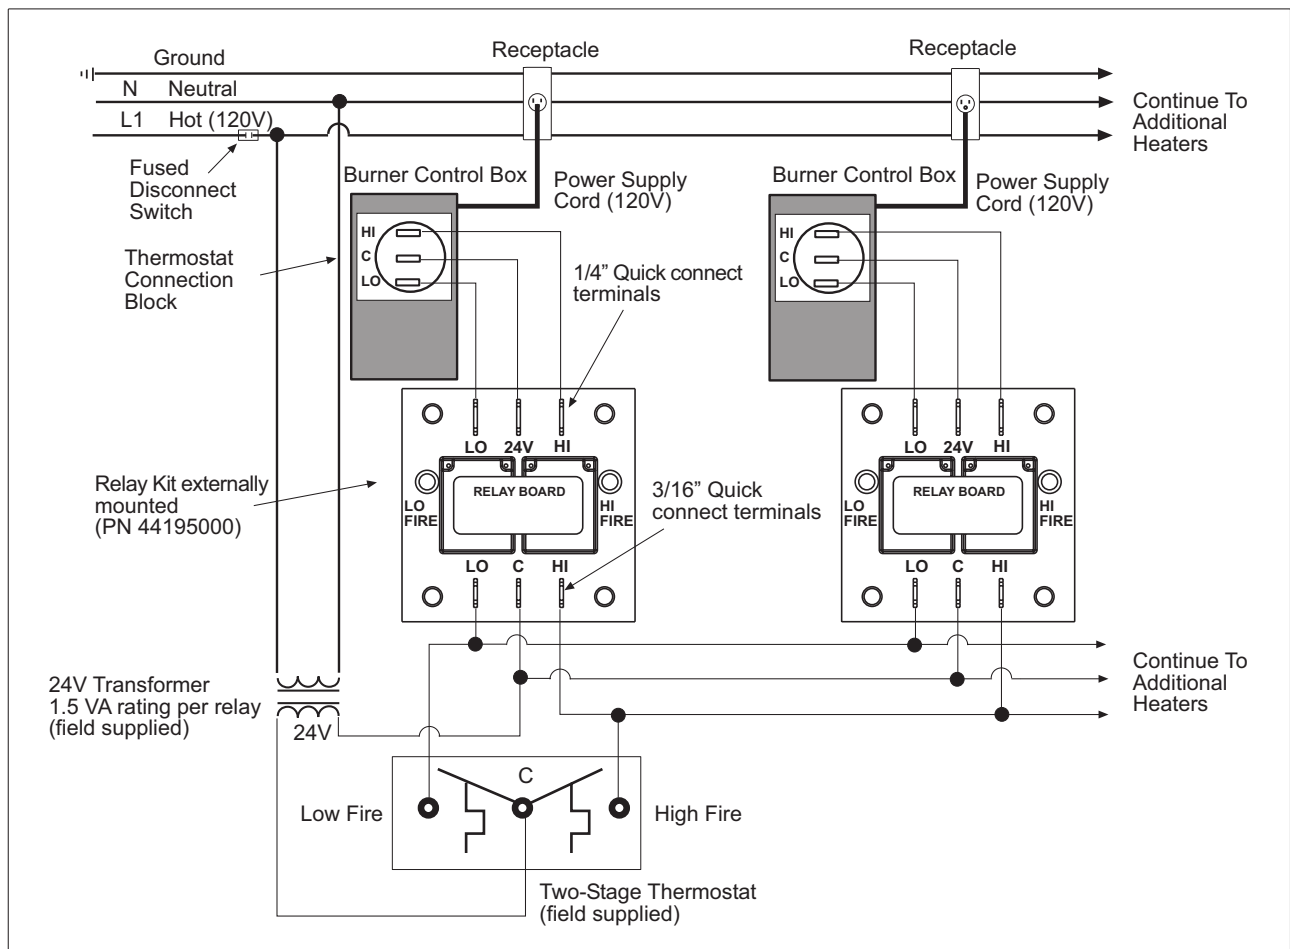 Ground
Receptacle
Receptacle
N Neutral
L1 Hot (120V)
Continue To
Additional
Heaters
Fused
Disconnect
Switch
Burner Control Box
Power Supply
Cord (120V)
Burner Control Box
Power Supply
Cord (120V)
HI
C
LO
HI
C
LO
Thermostat
Connection
Block
1/4” Quick connect
terminals
LO 24V HI
LO 24V HI
Relay Kit externally
mounted
(PN 44195000)
RELAY BOARD
LO
FIRE
HI
FIRE
3/16” Quick
connect terminals
RELAY BOARD
LO
FIRE
HI
FIRE
LO C HI
LO C HI
24V Transformer
1.5 VA rating per relay
(field supplied)
24V
Continue To
Additional
Heaters
C
Low Fire
High Fire
Two-Stage Thermostat
(field supplied)